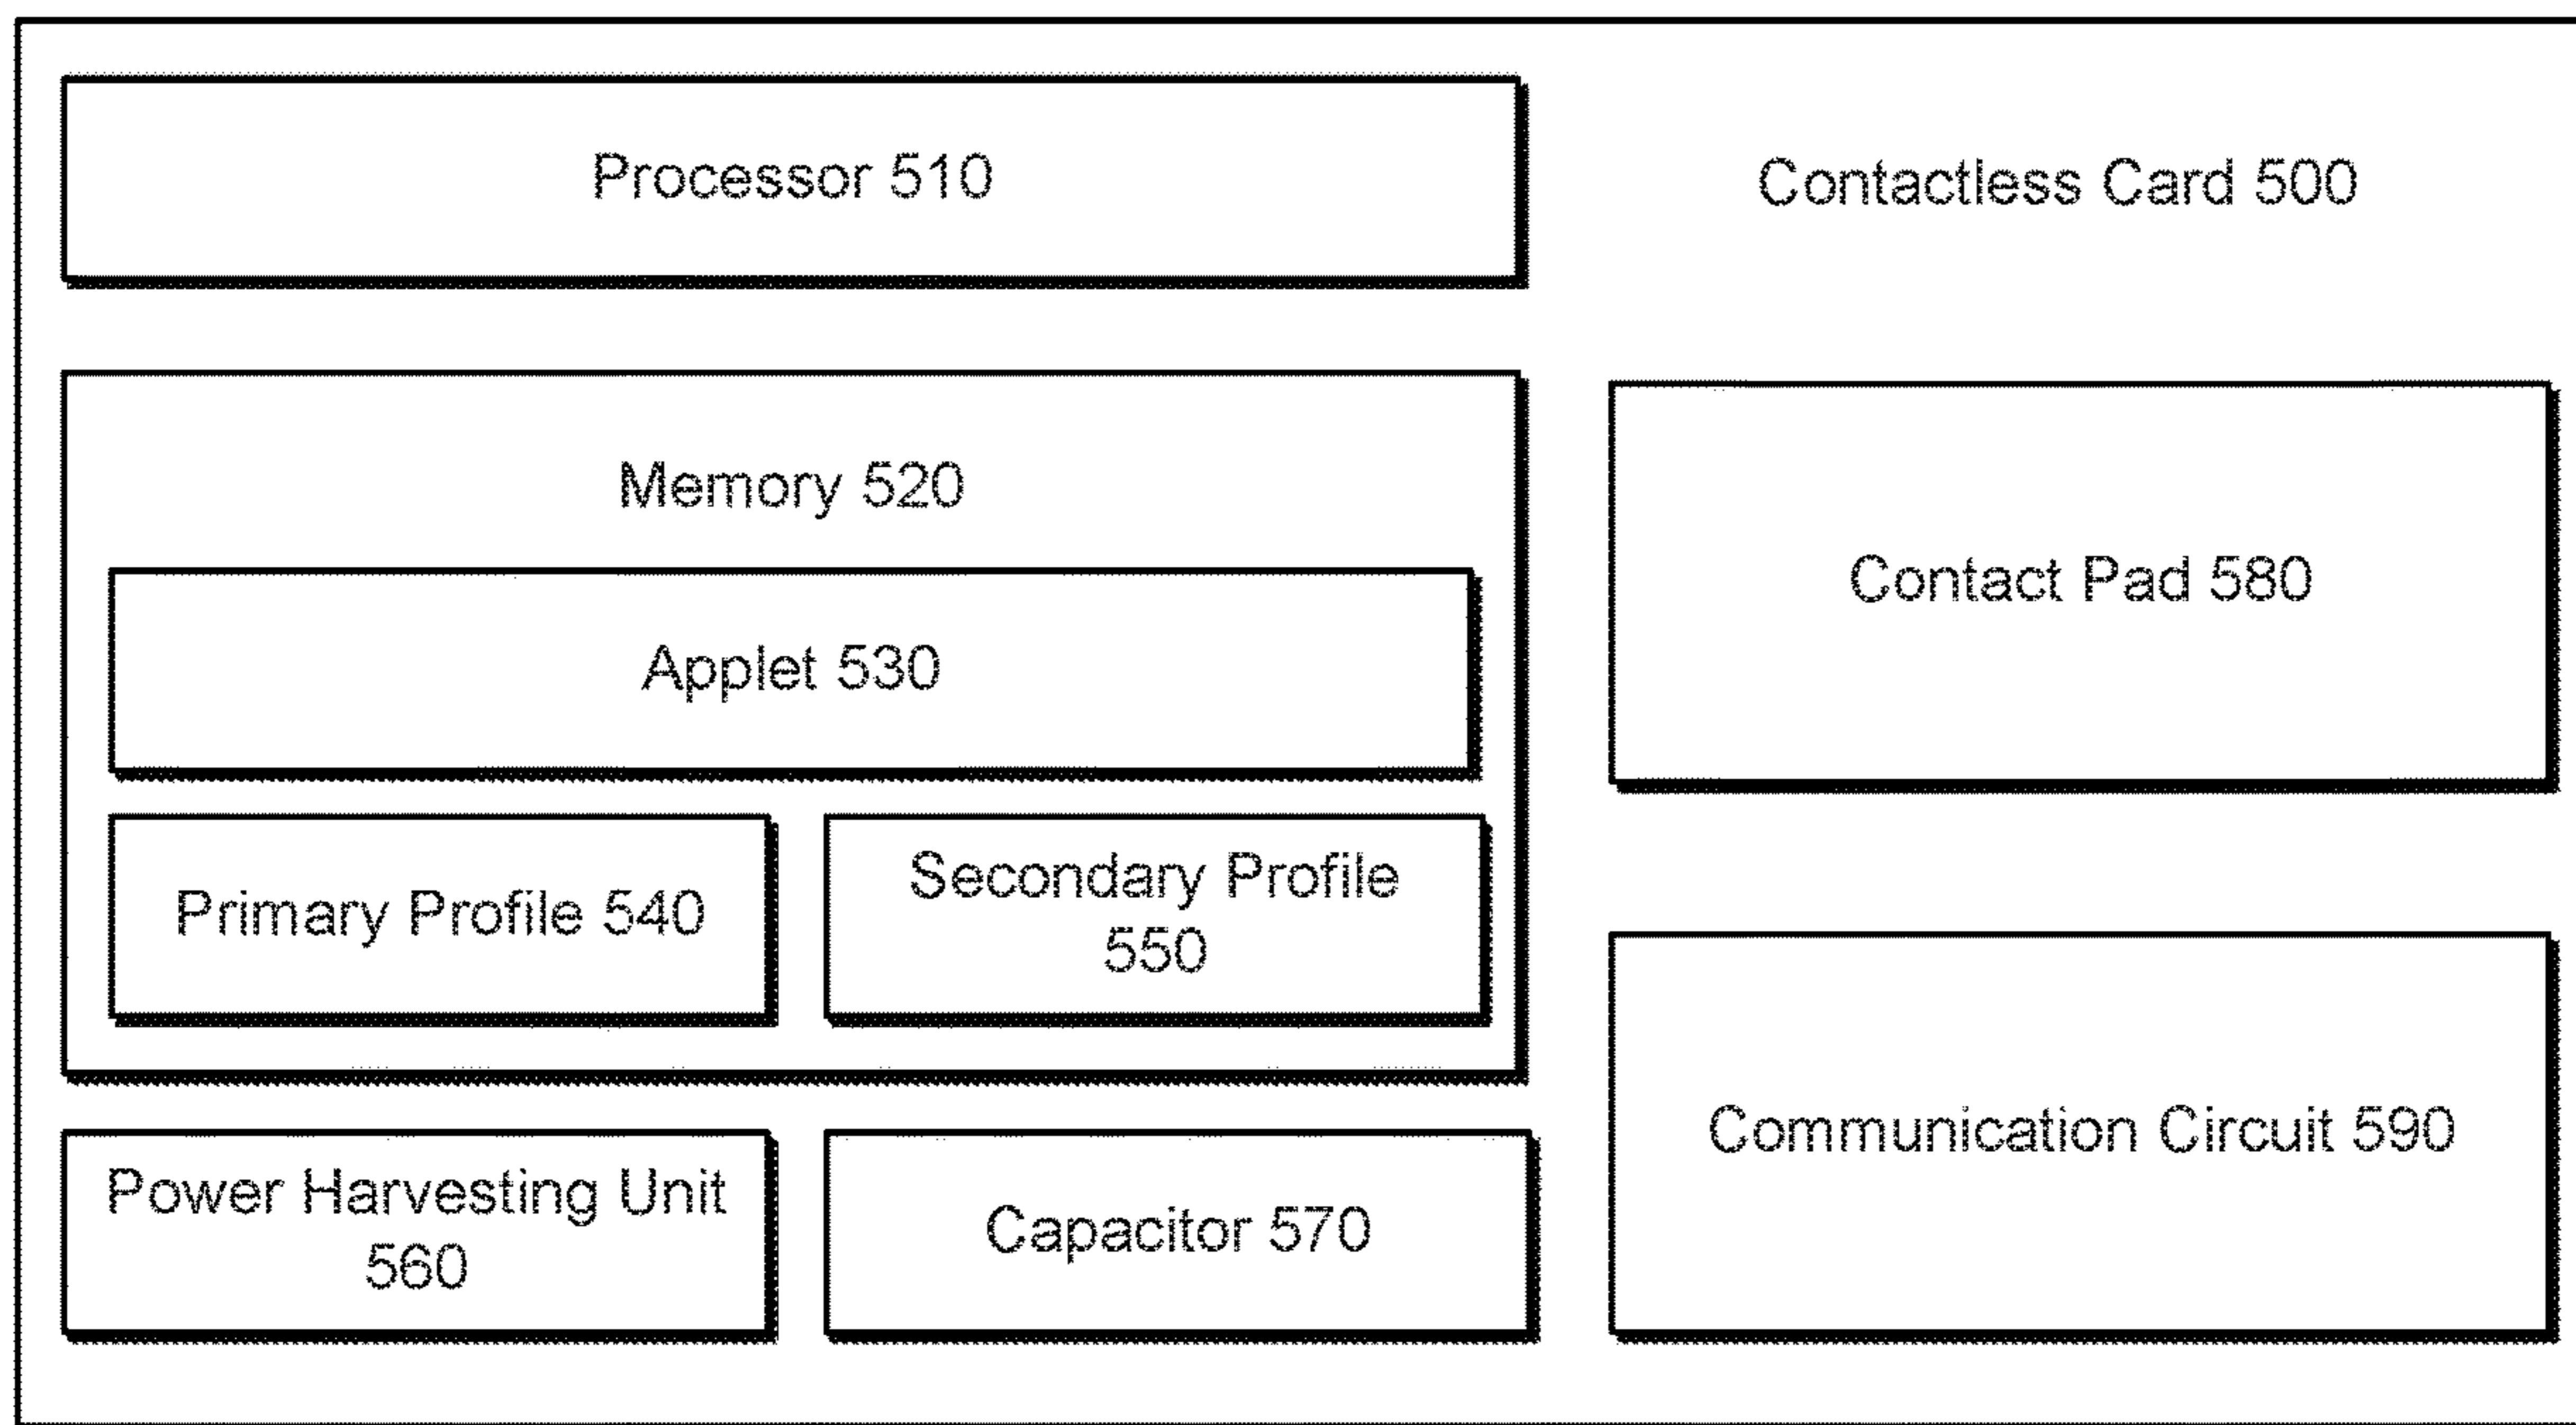 Processor 510
Contactless Card 500
Memory 520
Applet 530
Primary Profile 540
Secondary Profile
550
Power Harvesting Unit
560
Capacitor 570
Contact Pad 580
Communication Circuit 590